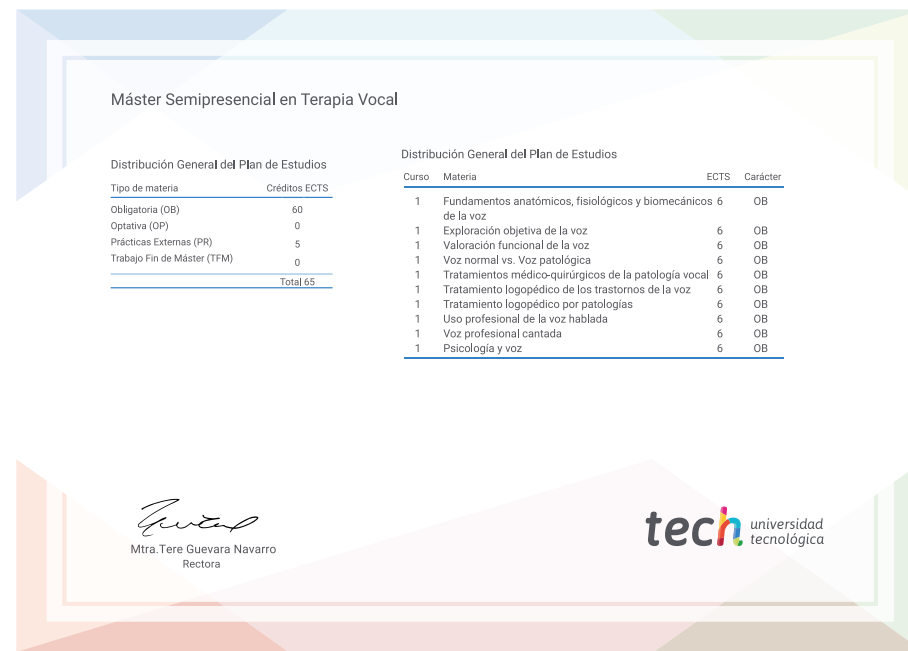 Máster Semipresencial en Terapia Vocal
Distribución General del Plan de Estudios
Tipo de materia Créditos ECTS
Obligatoria (OB) 60
Optativa (OP) 0
Prácticas Externas (PR) 5
Trabajo Fin de Máster (TFM) 0
Total 65
Distribución General del Plan de Estudios
Curso Materia ECTS Carácter
1 Fundamentos anatómicos, fisiológicos y biomecánicos 6 OB
de la voz
1 Exploración objetiva de la voz 6 OB
1 Valoración funcional de la voz 6 OB
1 Voz normal vs. Voz patológica 6 OB
1 Tratamientos médico-quirúrgicos de la patología vocal 6 OB
1 Tratamiento logopédico de los trastornos de la voz 6 OB
1 Tratamiento logopédico por patologías 6 OB
1 Uso profesional de la voz hablada 6 OB
1 Voz profesional cantada 6 OB
1 Psicología y voz 6 OB
Mtra.Tere Guevara Navarro
Rectora
tech universidad
tecnológica